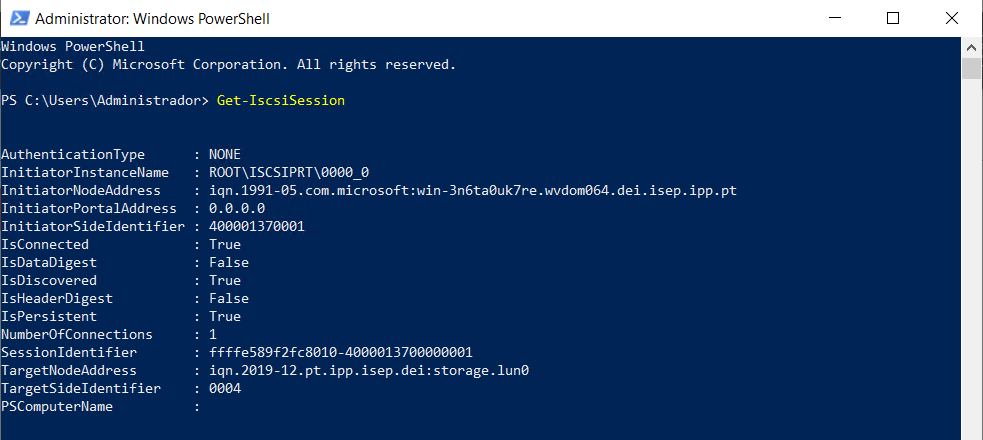 Administrator: Windows PowerShell
Windows PowerShell
Copyright (C) Microsoft Corporation. All rights reserved.
PS C:\Users\Administrador> Get-IscsiSession
AuthenticationType      : NONE
InitiatorInstanceName   : ROOT\ISCSIPRT\0000_0
InitiatorNodeAddress    : iqn.1991-05.com.microsoft:win-3n6ta0uk7re.wvdom064.dei.isep.ipp.pt
InitiatorPortalAddress  : 0.0.0.0
InitiatorSideIdentifier : 400001370001
IsConnected             : True
IsDataDigest            : False
IsDiscovered            : True
IsHeaderDigest          : False
IsPersistent            : True
NumberOfConnections     : 1
SessionIdentifier       : ffffe589f2fc8010-4000013700000001
TargetNodeAddress       : iqn.2019-12.pt.ipp.isep.dei:storage.lun0
TargetSideIdentifier    : 0004
PSComputerName          :